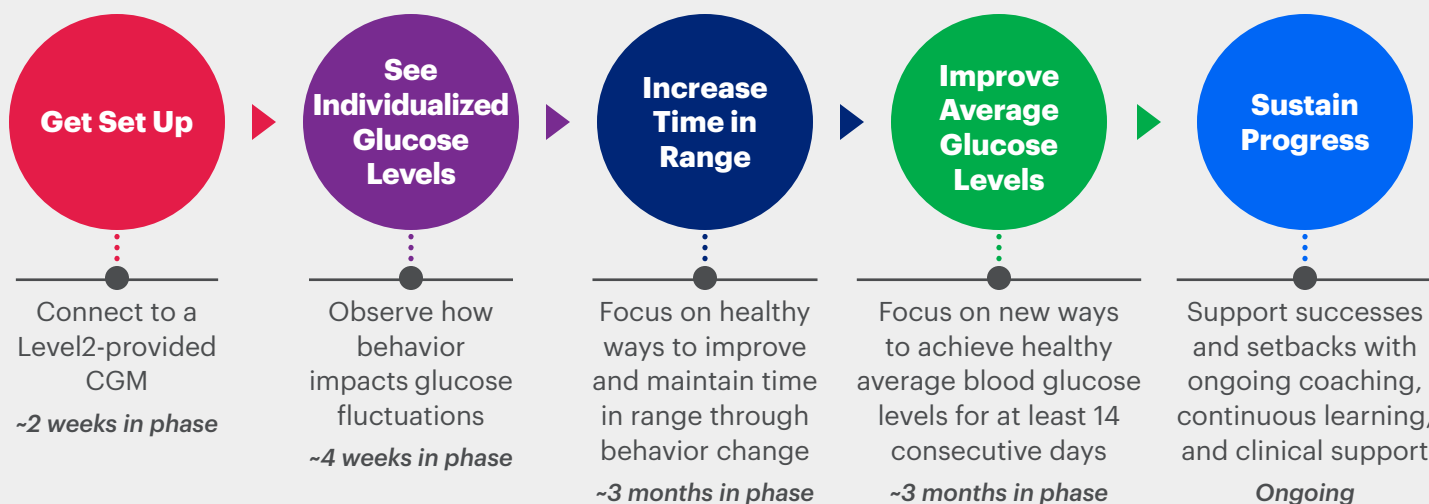 Get Set Up
See
Individualized
Glucose
Levels
Increase
Time in
Range
Improve
Average
Glucose
Levels
Sustain
Progress
Connect to a
Level2-provided
CGM
~2 weeks in phase
Observe how
behavior
impacts glucose
fluctuations
~4 weeks in phase
Focus on healthy
ways to improve
and maintain time
in range through
behavior change
~3 months in phase
Focus on new ways
to achieve healthy
average blood glucose
levels for at least 14
consecutive days
~3 months in phase
Support successes
and setbacks with
ongoing coaching,
continuous learning,
and clinical support
Ongoing